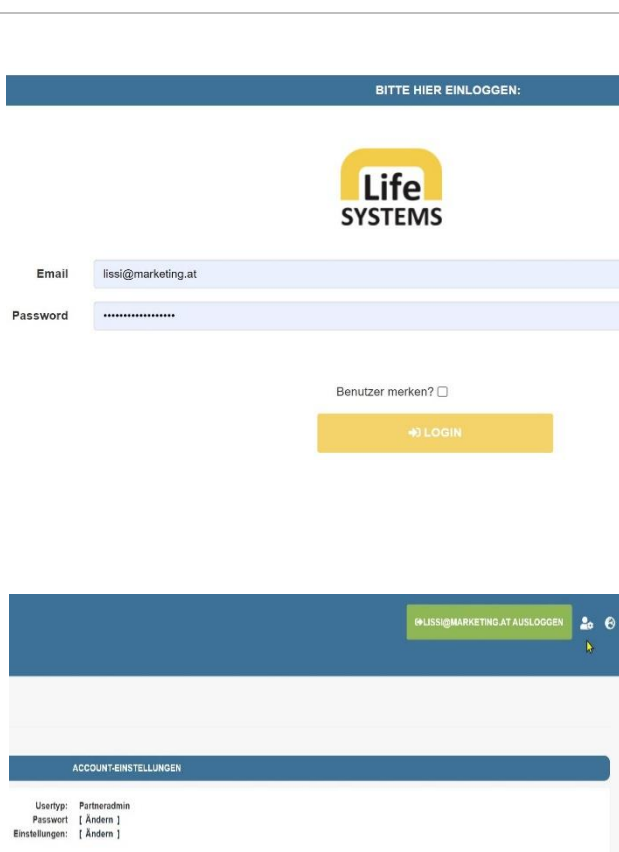 BITTE HIER EINLOGGEN:
Life
SYSTEMS
Email lissi@marketing.at
Password ••••••••••••••••••
Benutzer merken?
LOGIN
LISSI@MARKETING.AT AUSLOGGEN
ACCOUNT-EINSTELLUNGEN
Usertyp: Partneradmin
Passwort [ Ändern ]
Einstellungen: [ Ändern ]